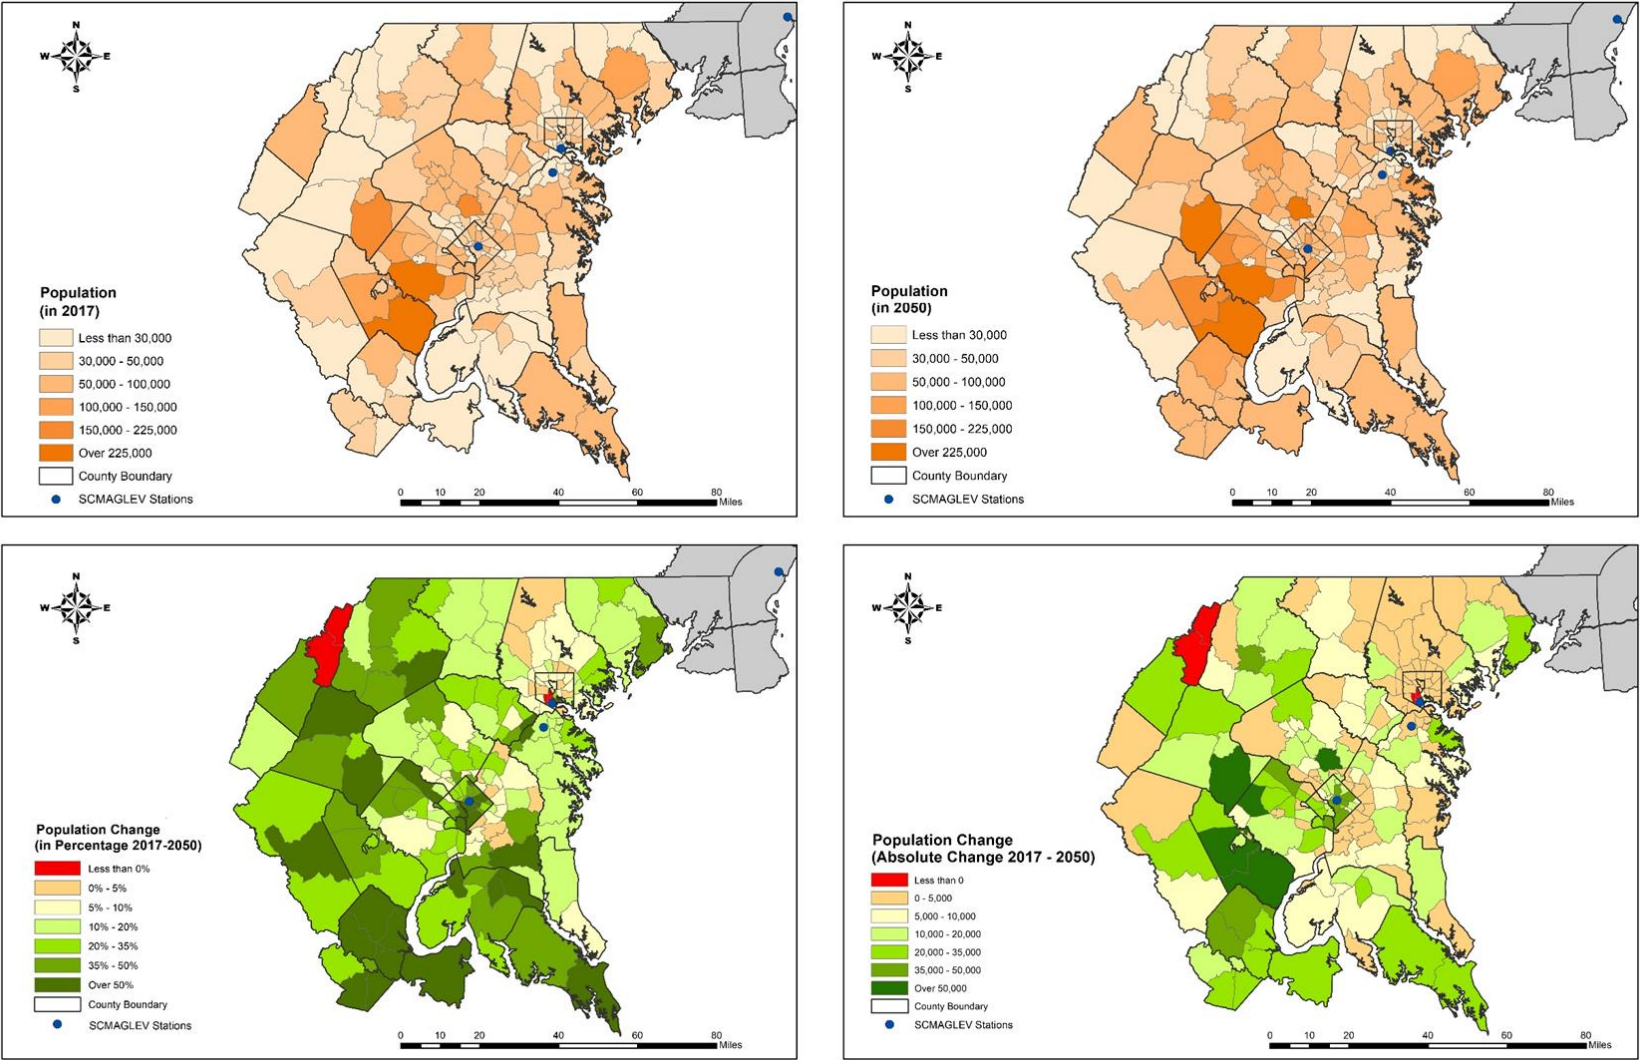 N
W E
S
Population
(in 2017)
Less than 30,000
30,000 - 50,000
50,000 - 100,000
100,000 - 150,000
150,000 - 225,000
Over 225,000
County Boundary
SCMAGLEV Stations
0 10 20 40 60 80
Miles
N
W E
S
Population
(in 2050)
Less than 30,000
30,000 - 50,000
50,000 - 100,000
100,000 - 150,000
150,000 - 225,000
Over 225,000
County Boundary
SCMAGLEV Stations
0 10 20 40 60 80
Miles
N
W E
S
Population Change
(in Percentage 2017-2050)
Less than 0%
0% - 5%
5% - 10%
10% - 20%
20% - 35%
35% - 50%
Over 50%
County Boundary
SCMAGLEV Stations
0 10 20 40 60 80
Miles
N
W E
S
Population Change
(Absolute Change 2017 - 2050)
Less than 0
0 - 5,000
5,000 - 10,000
10,000 - 20,000
20,000 - 35,000
35,000 - 50,000
Over 50,000
County Boundary
SCMAGLEV Stations
0 10 20 40 60 80
Miles